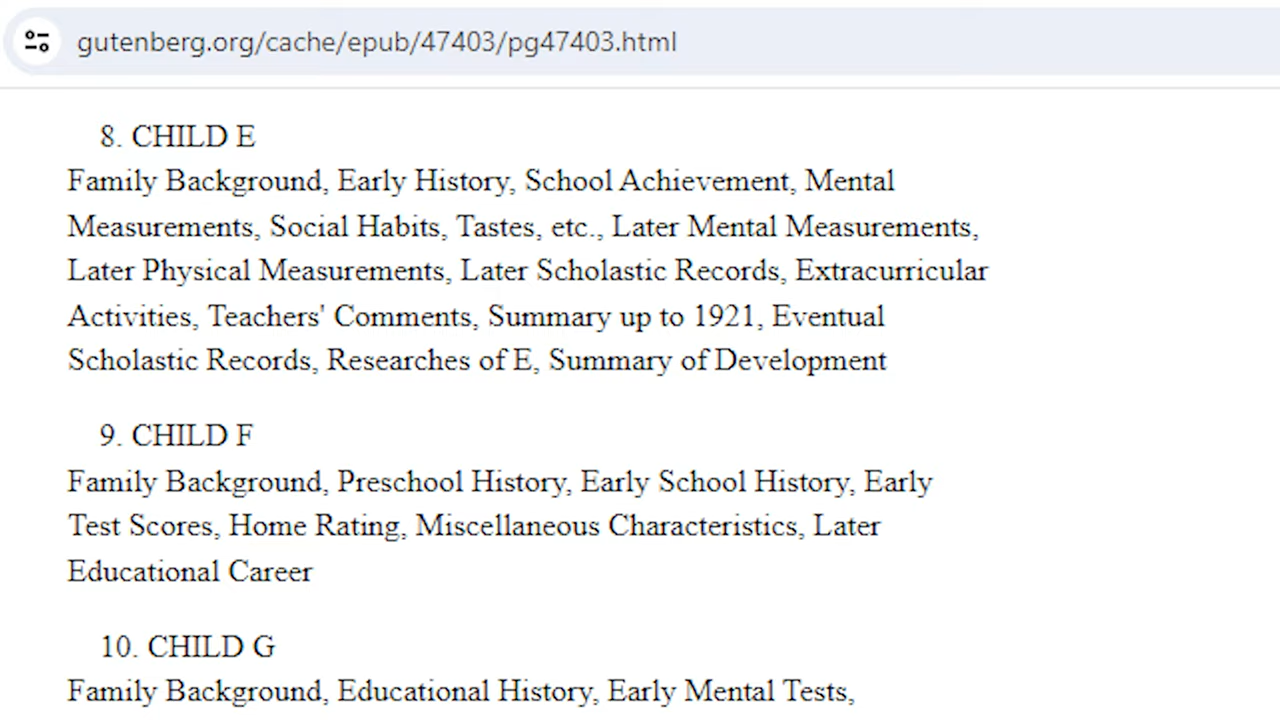 gutenberg.org/cache/epub/47403/pg47403.html
8. CHILD E
Family Background, Early History, School Achievement, Mental
Measurements, Social Habits, Tastes, etc., Later Mental Measurements,
Later Physical Measurements, Later Scholastic Records, Extracurricular
Activities, Teachers' Comments, Summary up to 1921, Eventual
Scholastic Records, Researches of E, Summary of Development
9. CHILD F
Family Background, Preschool History, Early School History, Early
Test Scores, Home Rating, Miscellaneous Characteristics, Later
Educational Career
10. CHILD G
Family Background, Educational History, Early Mental Tests,